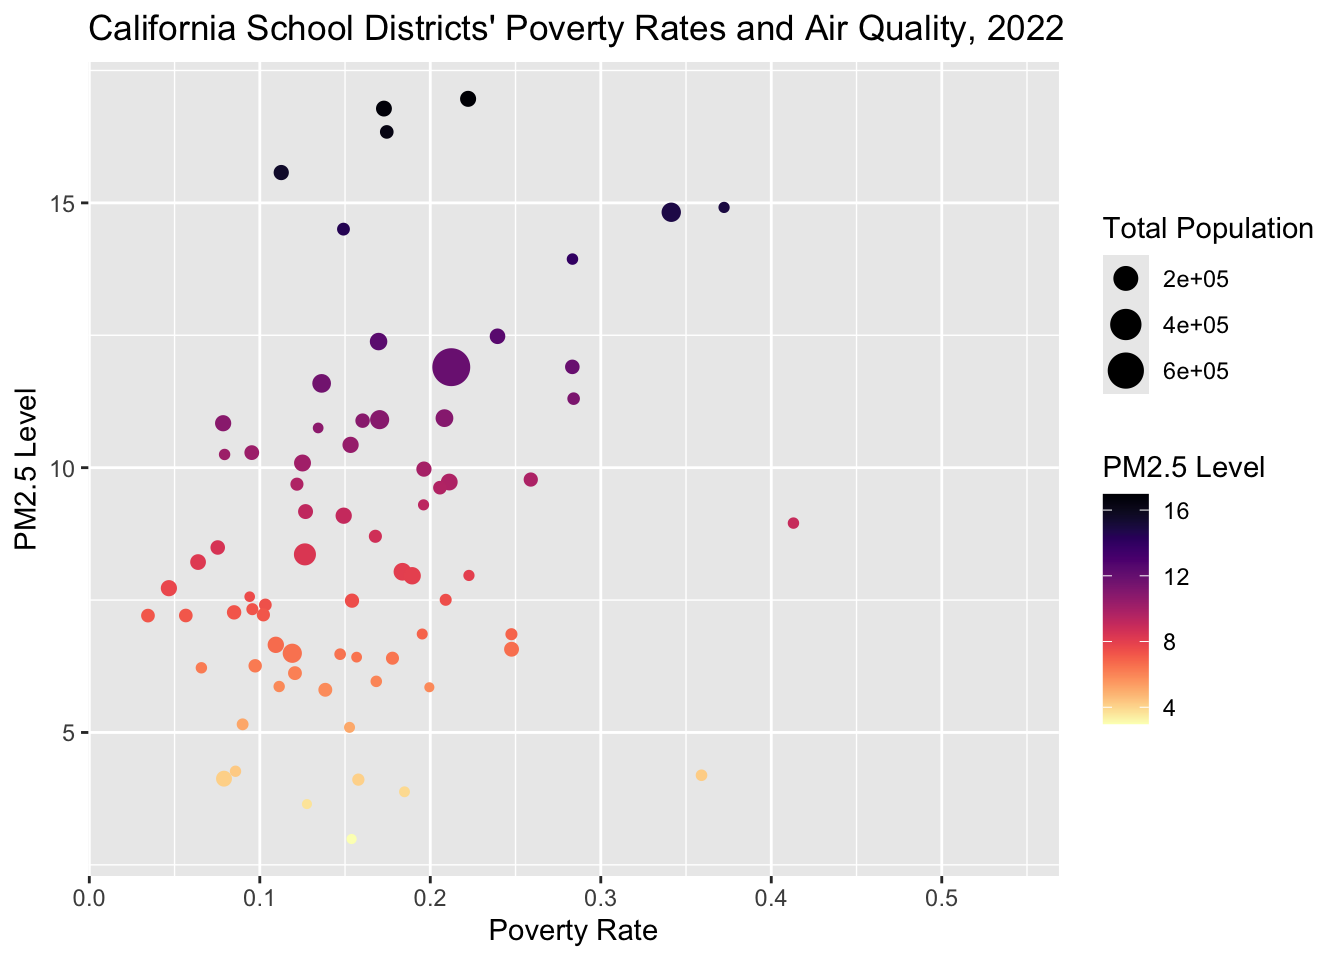 California School Districts' Poverty Rates and Air Quality, 2022
PM2.5 Level
15
10
5
0.0
0.1
0.2
0.3
0.4
0.5
Poverty Rate
Total Population
2e+05
4e+05
6e+05
PM2.5 Level
16
12
8
4